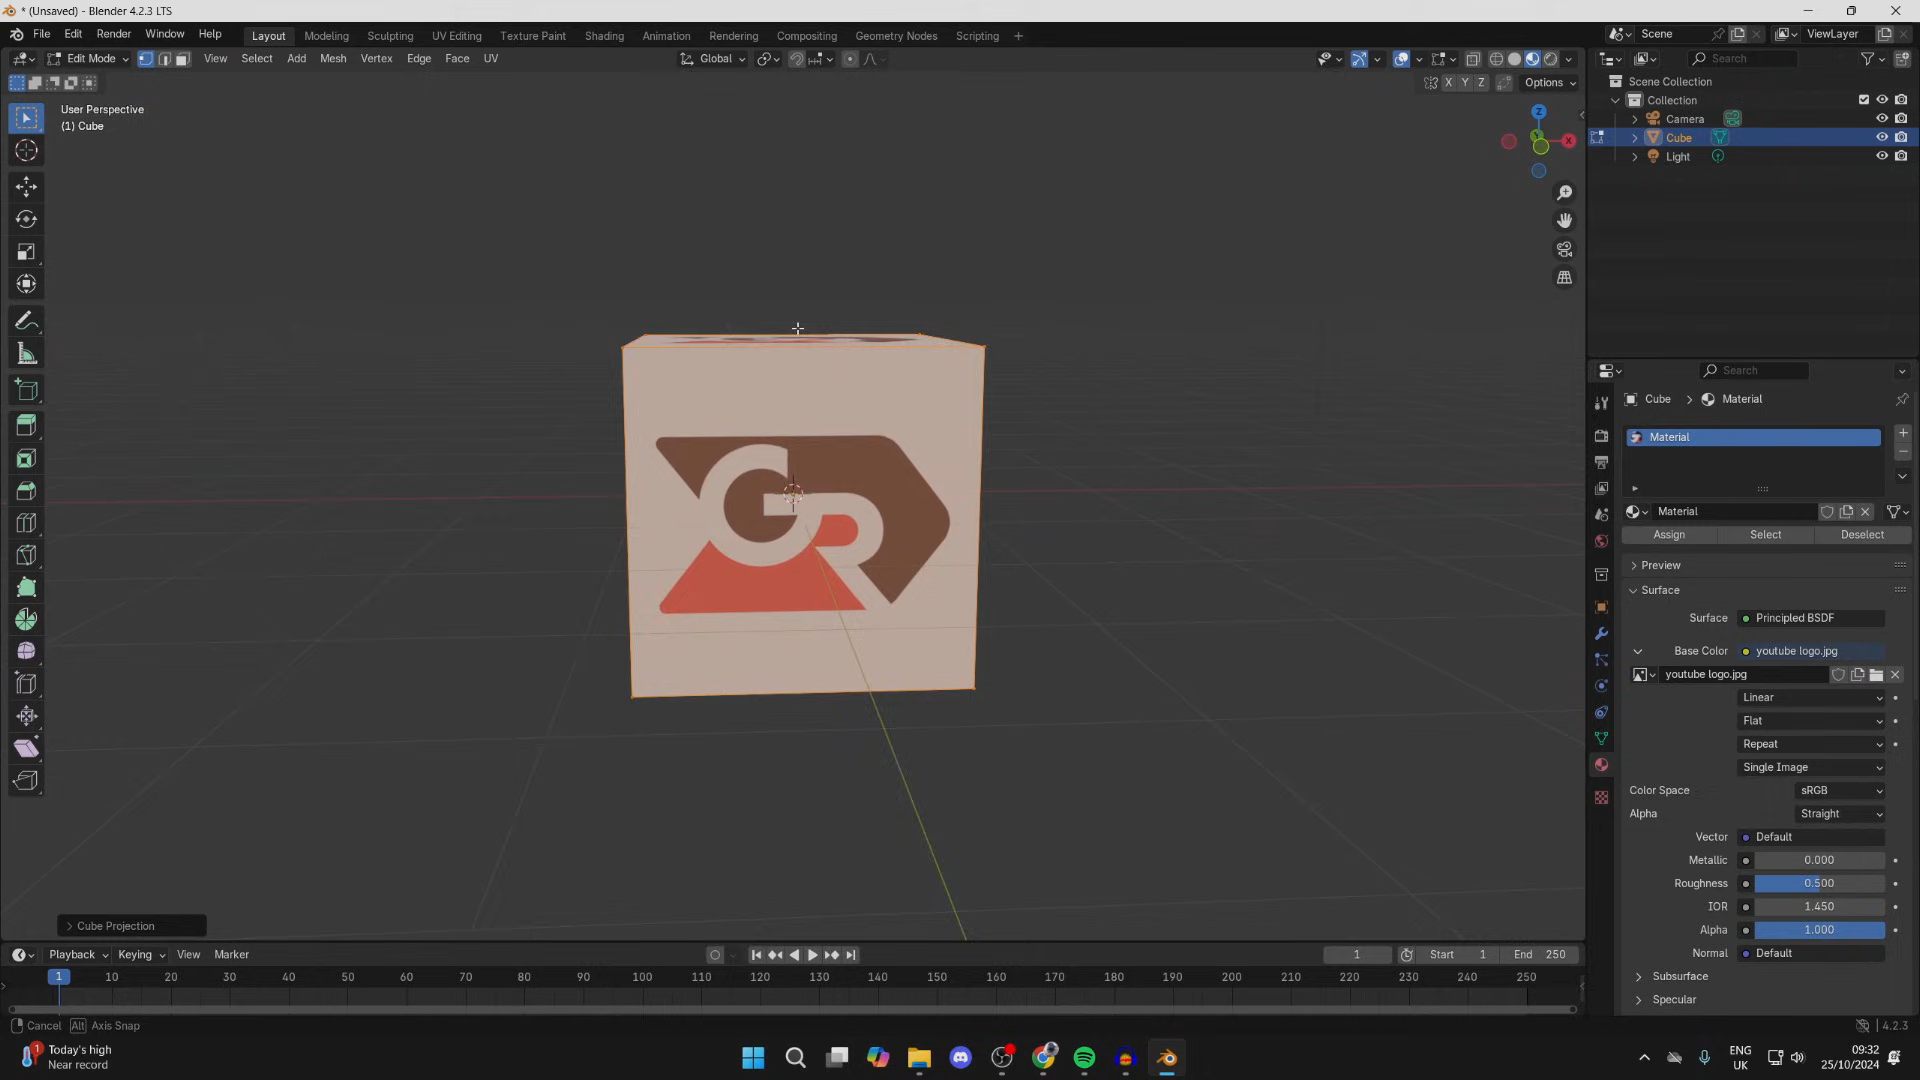 * (Unsaved) - Blender 4.2.3 LTS
File Edit Render Window Help Layout Modeling Sculpting UV Editing Texture Paint Shading Animation Rendering Compositing Geometry Nodes Scripting + Scene ViewLayer
Edit Mode View Select Add Mesh Vertex Edge Face UV Global Search
X Y Z Options
User Perspective
(1) Cube
Z
Y
X
Scene Collection
Collection
Camera
Cube
Light
GR
Search
Cube > Material
Material
Material
Assign Select Deselect
Preview
Surface
Surface Principled BSDF
Base Color youtube logo.jpg
youtube logo.jpg
Linear
Flat
Repeat
Single Image
Color Space sRGB
Alpha Straight
Vector Default
Metallic 0.000
Roughness 0.500
IOR 1.450
Alpha 1.000
Normal Default
Subsurface
Specular
Cube Projection
Playback Keying View Marker 1 Start 1 End 250
1 10 20 30 40 50 60 70 80 90 100 110 120 130 140 150 160 170 180 190 200 210 220 230 240 250
Cancel Alt Axis Snap 4.2.3
1 Today's high
Near record
ENG
UK
09:32
25/10/2024